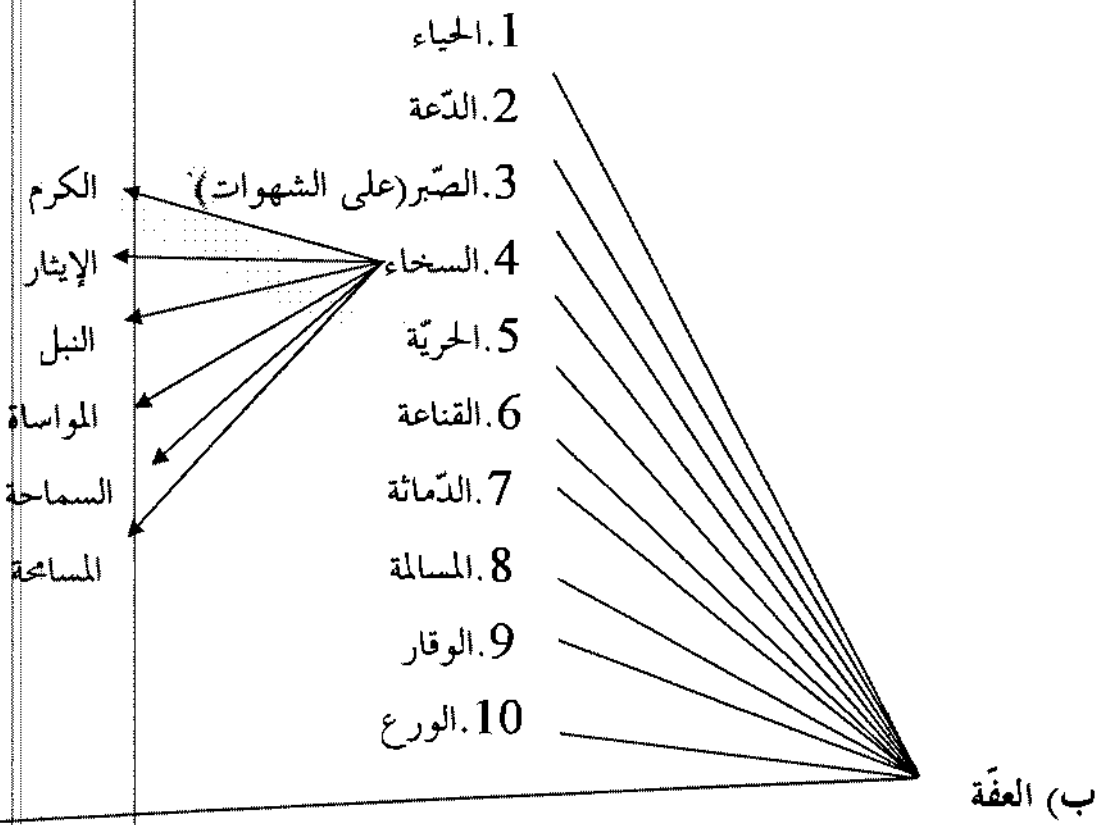 1.الحياء
2.الدّعة
3.الصّبر(على الشهوات)
الكرم
4.السخاء
الإيثار
5.الحريّة
النبل
6.القناعة
المواساة
7.الدّماثة
السماحة
8.المسالمة
المسامحة
9.الوقار
10.الورع
ب) العفّة